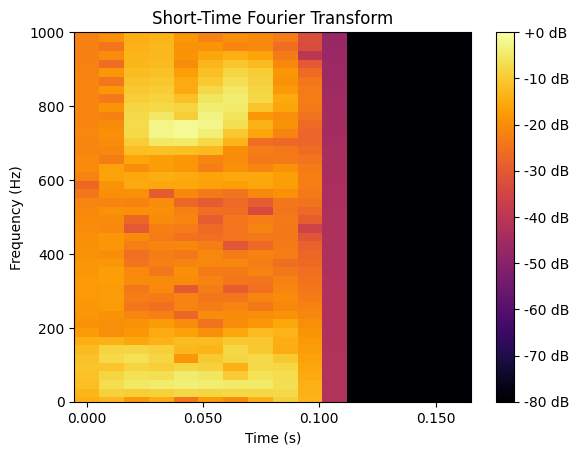 Short-Time Fourier Transform
1000
800
600
400
200
0
Frequency (Hz)
0.000
0.050
0.100
0.150
Time (s)
+0 dB
-10 dB
-20 dB
-30 dB
-40 dB
-50 dB
-60 dB
-70 dB
-80 dB